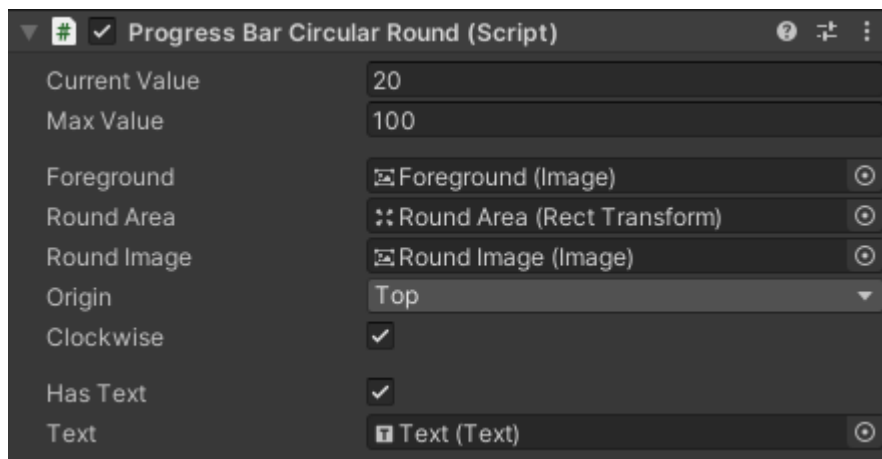 Progress Bar Circular Round (Script)
Current Value 20
Max Value 100
Foreground Foreground (Image)
Round Area Round Area (Rect Transform)
Round Image Round Image (Image)
Origin Top
Clockwise
Has Text
Text Text (Text)